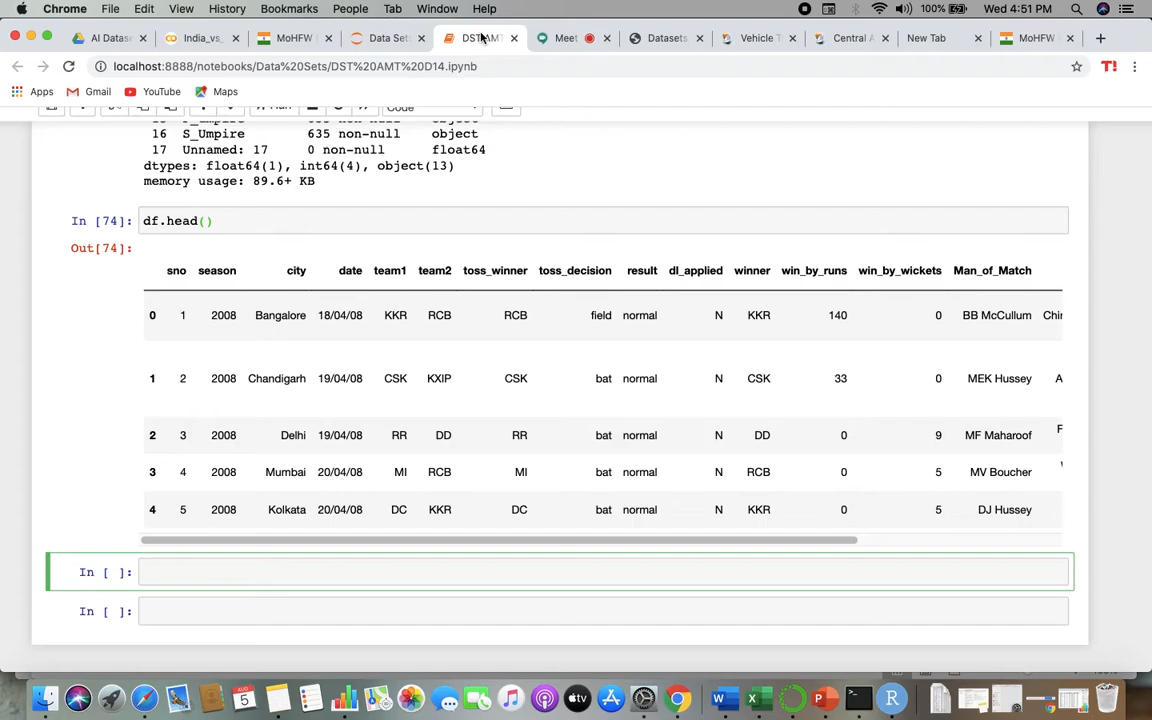 Chrome File Edit View History Bookmarks People Tab Window Help 100% Wed 4:51 PM
AI Datase India_vs_ MoHFW Data Set DST AMT Meet Datasets Vehicle T Central A New Tab MoHFW
localhost:8888/notebooks/Data%20Sets/DST%20AMT%20D14.ipynb
Apps Gmail YouTube Maps
Code
16 S_Umpire 635 non-null object
17 Unnamed: 17 0 non-null float64
dtypes: float64(1), int64(4), object(13)
memory usage: 89.6+ KB
In [74]: df.head()
Out[74]:
sno season city date team1 team2 toss_winner toss_decision result dl_applied winner win_by_runs win_by_wickets Man_of_Match
0 1 2008 Bangalore 18/04/08 KKR RCB RCB field normal N KKR 140 0 BB McCullum Chin
1 2 2008 Chandigarh 19/04/08 CSK KXIP CSK bat normal N CSK 33 0 MEK Hussey A
2 3 2008 Delhi 19/04/08 RR DD RR bat normal N DD 0 9 MF Maharoof F
3 4 2008 Mumbai 20/04/08 MI RCB MI bat normal N RCB 0 5 MV Boucher
4 5 2008 Kolkata 20/04/08 DC KKR DC bat normal N KKR 0 5 DJ Hussey
In [ ]:
In [ ]: